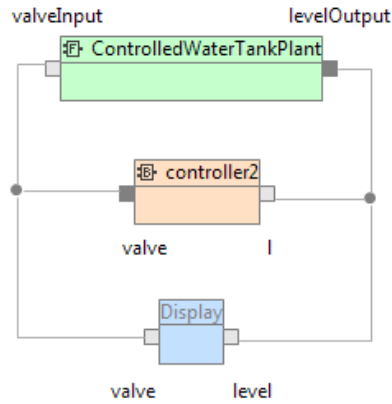 valveInput levelOutput
F ControlledWaterTankPlant
B controller2
valve l
Display
valve level